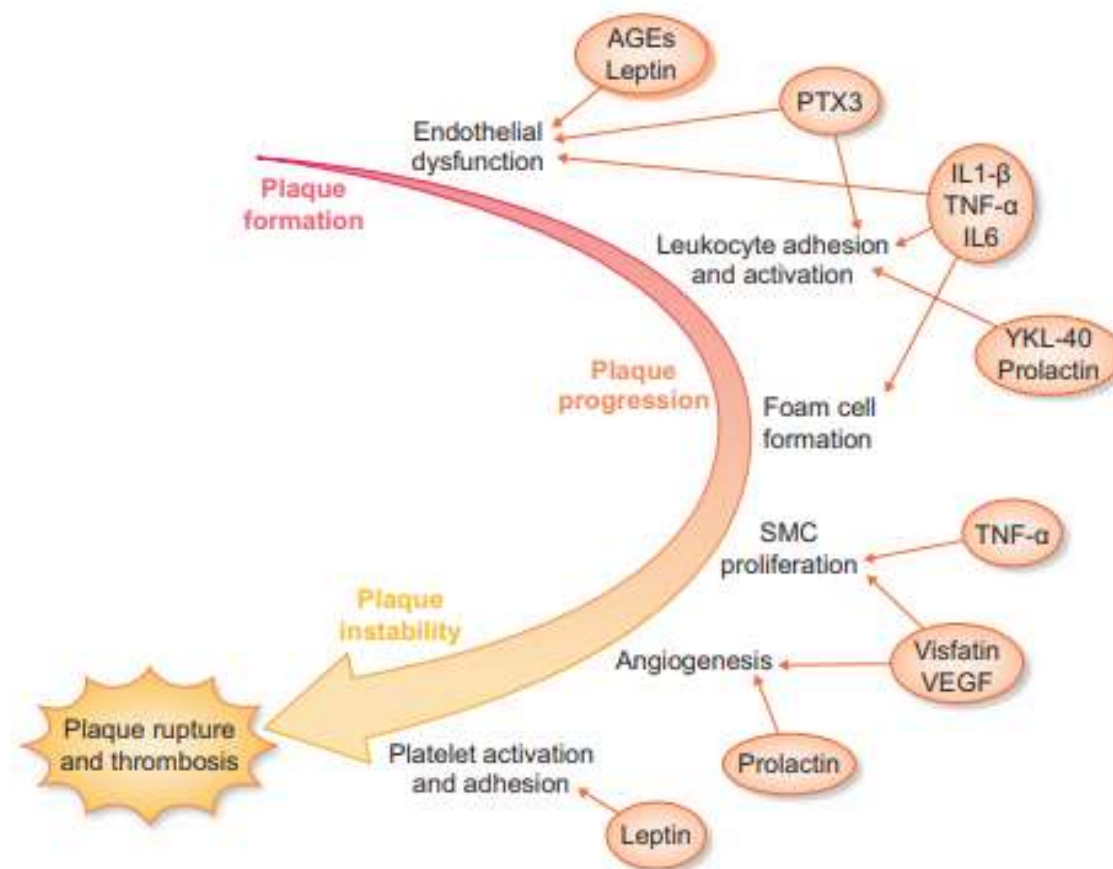 AGEs
Leptin
PTX3
Endothelial
dysfunction
IL1-β
TNF-α
IL6
Plaque
formation
Leukocyte adhesion
and activation
YKL-40
Prolactin
Plaque
progression
Foam cell
formation
SMC
proliferation
TNF-α
Plaque
instability
Angiogenesis
Visfatin
VEGF
Plaque rupture
and thrombosis
Platelet activation
and adhesion
Prolactin
Leptin